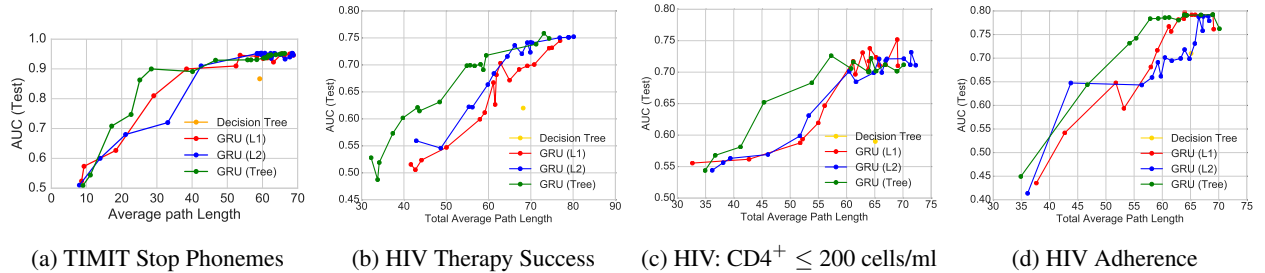 AUC (Test)
1.0
0.9
0.8
0.7
0.6
0.5
0 10 20 30 40 50 60 70
Average path Length
Decision Tree
GRU (L1)
GRU (L2)
GRU (Tree)
(a) TIMIT Stop Phonemes
AUC (Test)
0.80
0.75
0.70
0.65
0.60
0.55
0.50
0.45
30 40 50 60 70 80 90
Total Average Path Length
Decision Tree
GRU (L1)
GRU (L2)
GRU (Tree)
(b) HIV Therapy Success
AUC (Test)
0.80
0.75
0.70
0.65
0.60
0.55
0.50
30 35 40 45 50 55 60 65 70 75
Total Average Path Length
Decision Tree
GRU (L1)
GRU (L2)
GRU (Tree)
(c) HIV: CD4⁺ ≤ 200 cells/ml
AUC (Test)
0.80
0.75
0.70
0.65
0.60
0.55
0.50
0.45
0.40
30 35 40 45 50 55 60 65 70 75
Total Average Path Length
Decision Tree
GRU (L1)
GRU (L2)
GRU (Tree)
(d) HIV Adherence